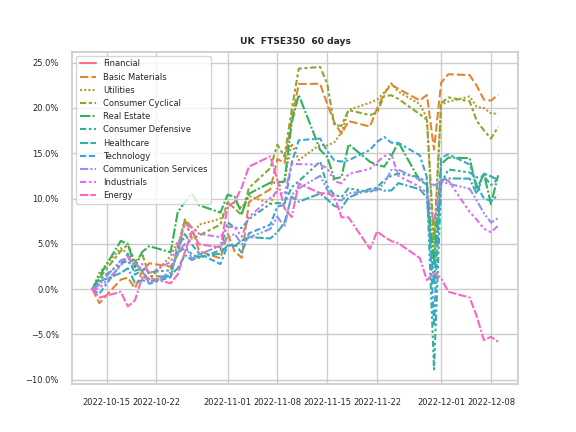 UK  FTSE350  60 days
25.0%
20.0%
15.0%
10.0%
5.0%
0.0%
−5.0%
−10.0%
Financial
Basic Materials
Utilities
Consumer Cyclical
Real Estate
Consumer Defensive
Healthcare
Technology
Communication Services
Industrials
Energy
2022-10-15 2022-10-22 2022-11-01 2022-11-08 2022-11-15 2022-11-22 2022-12-01 2022-12-08